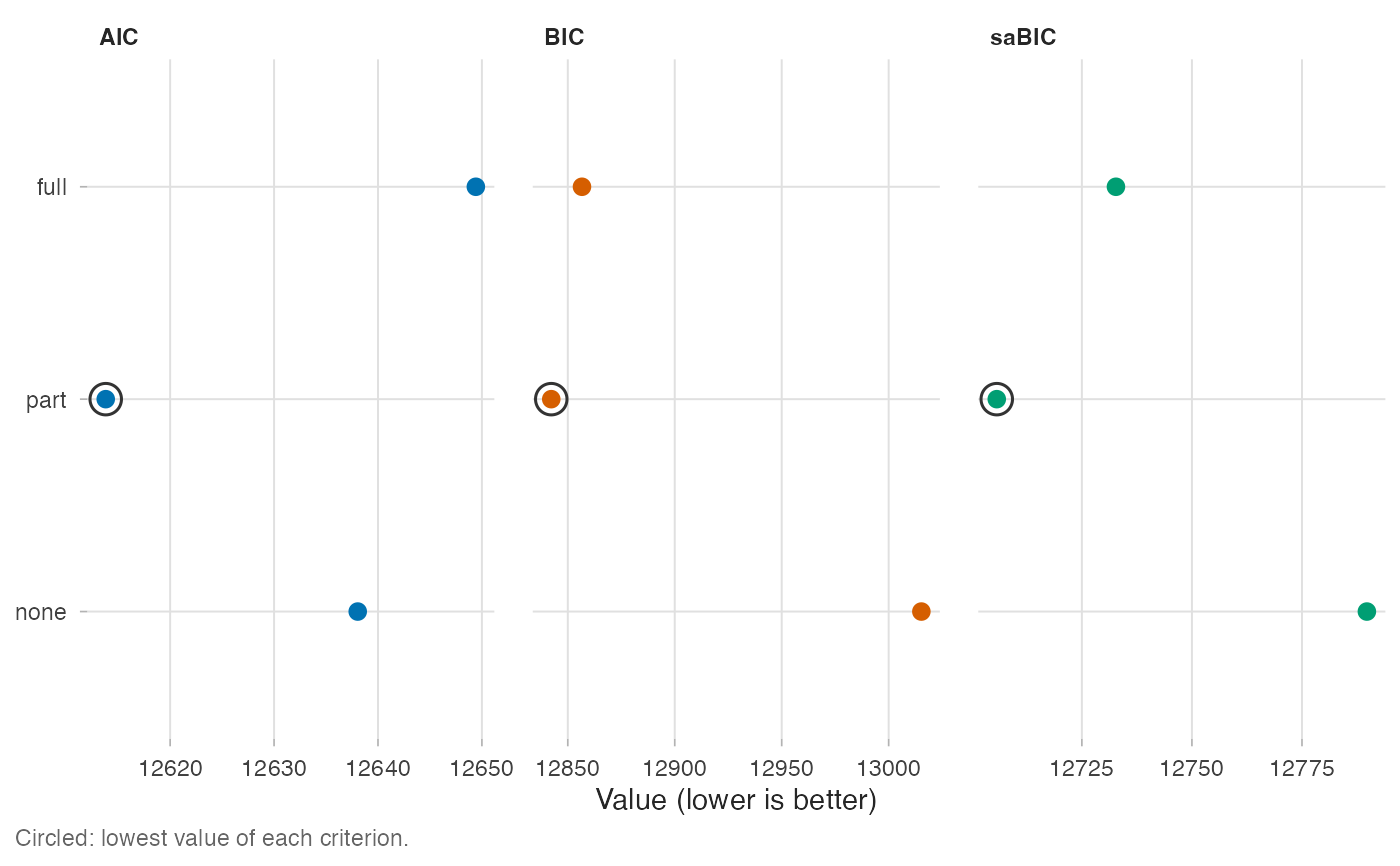 AIC BIC saBIC
full
part
none
12620 12630 12640 12650 12850 12900 12950 13000 12725 12750 12775
Value (lower is better)
Circled: lowest value of each criterion.